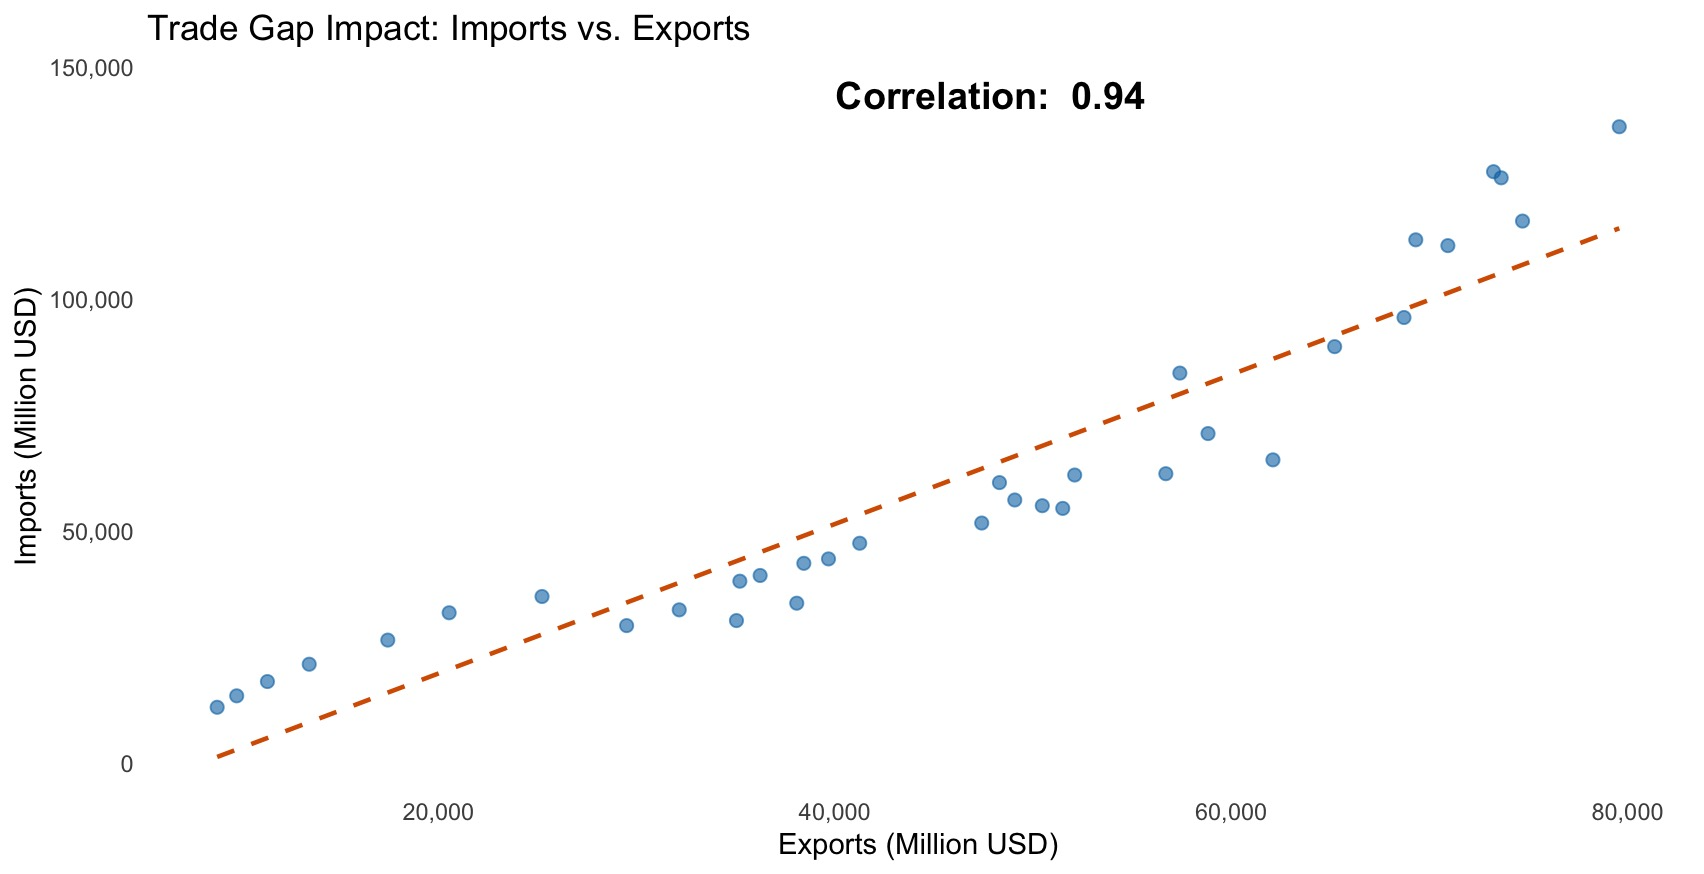 Trade Gap Impact: Imports vs. Exports
150,000
Correlation:  0.94
100,000
Imports (Million USD)
50,000
0
20,000
40,000
60,000
80,000
Exports (Million USD)